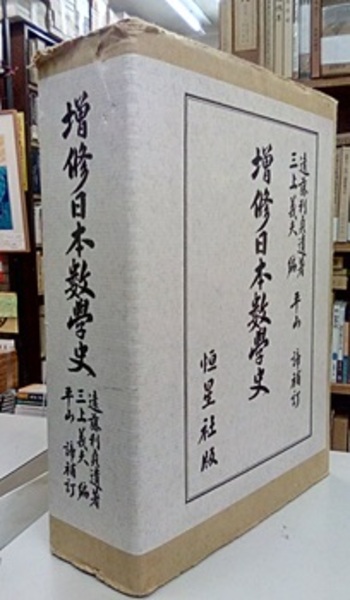 増修日本数學史
遠藤利貞遺著
三上義夫 編
平山 諦補訂
遠藤利貞遺著
三上義夫 編 平山 諦補訂
増修日本数學史
恒星社版